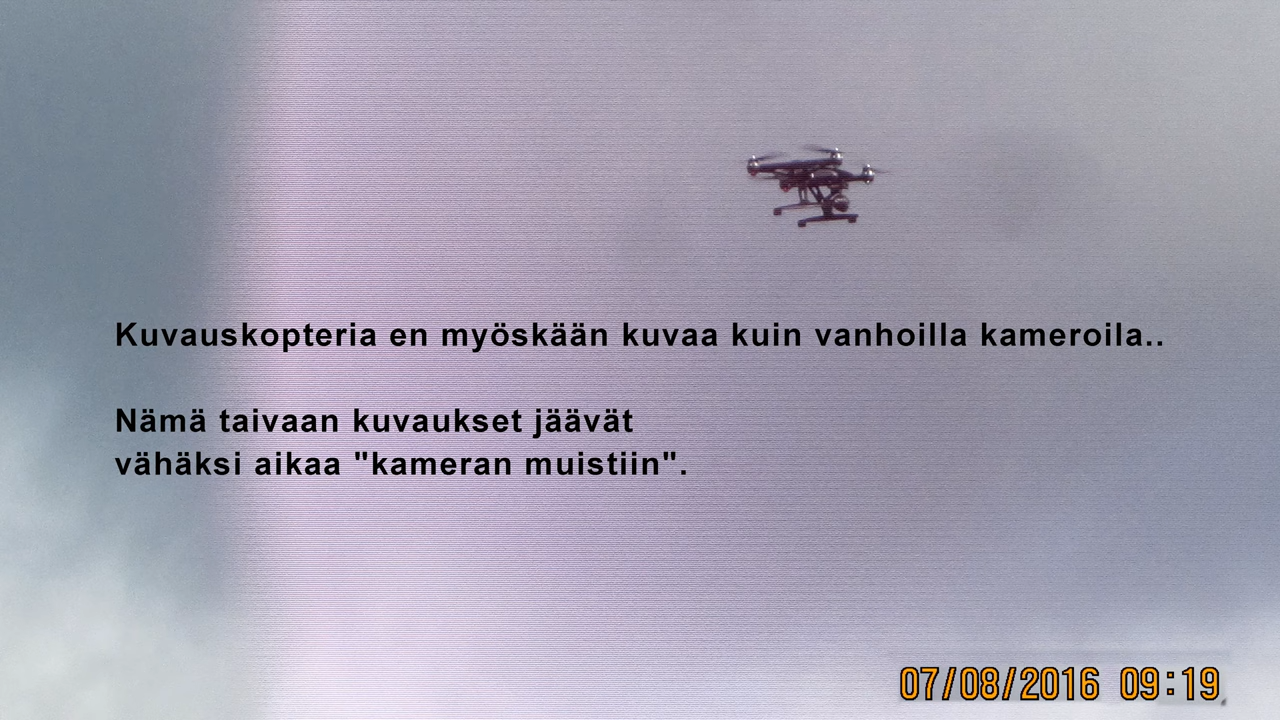 Kuvauskopteria en myöskään kuvaa kuin vanhoilla kameroila..
Nämä taivaan kuvaukset jäävät
vähäksi aikaa "kameran muistiin".
07/08/2016 09:19